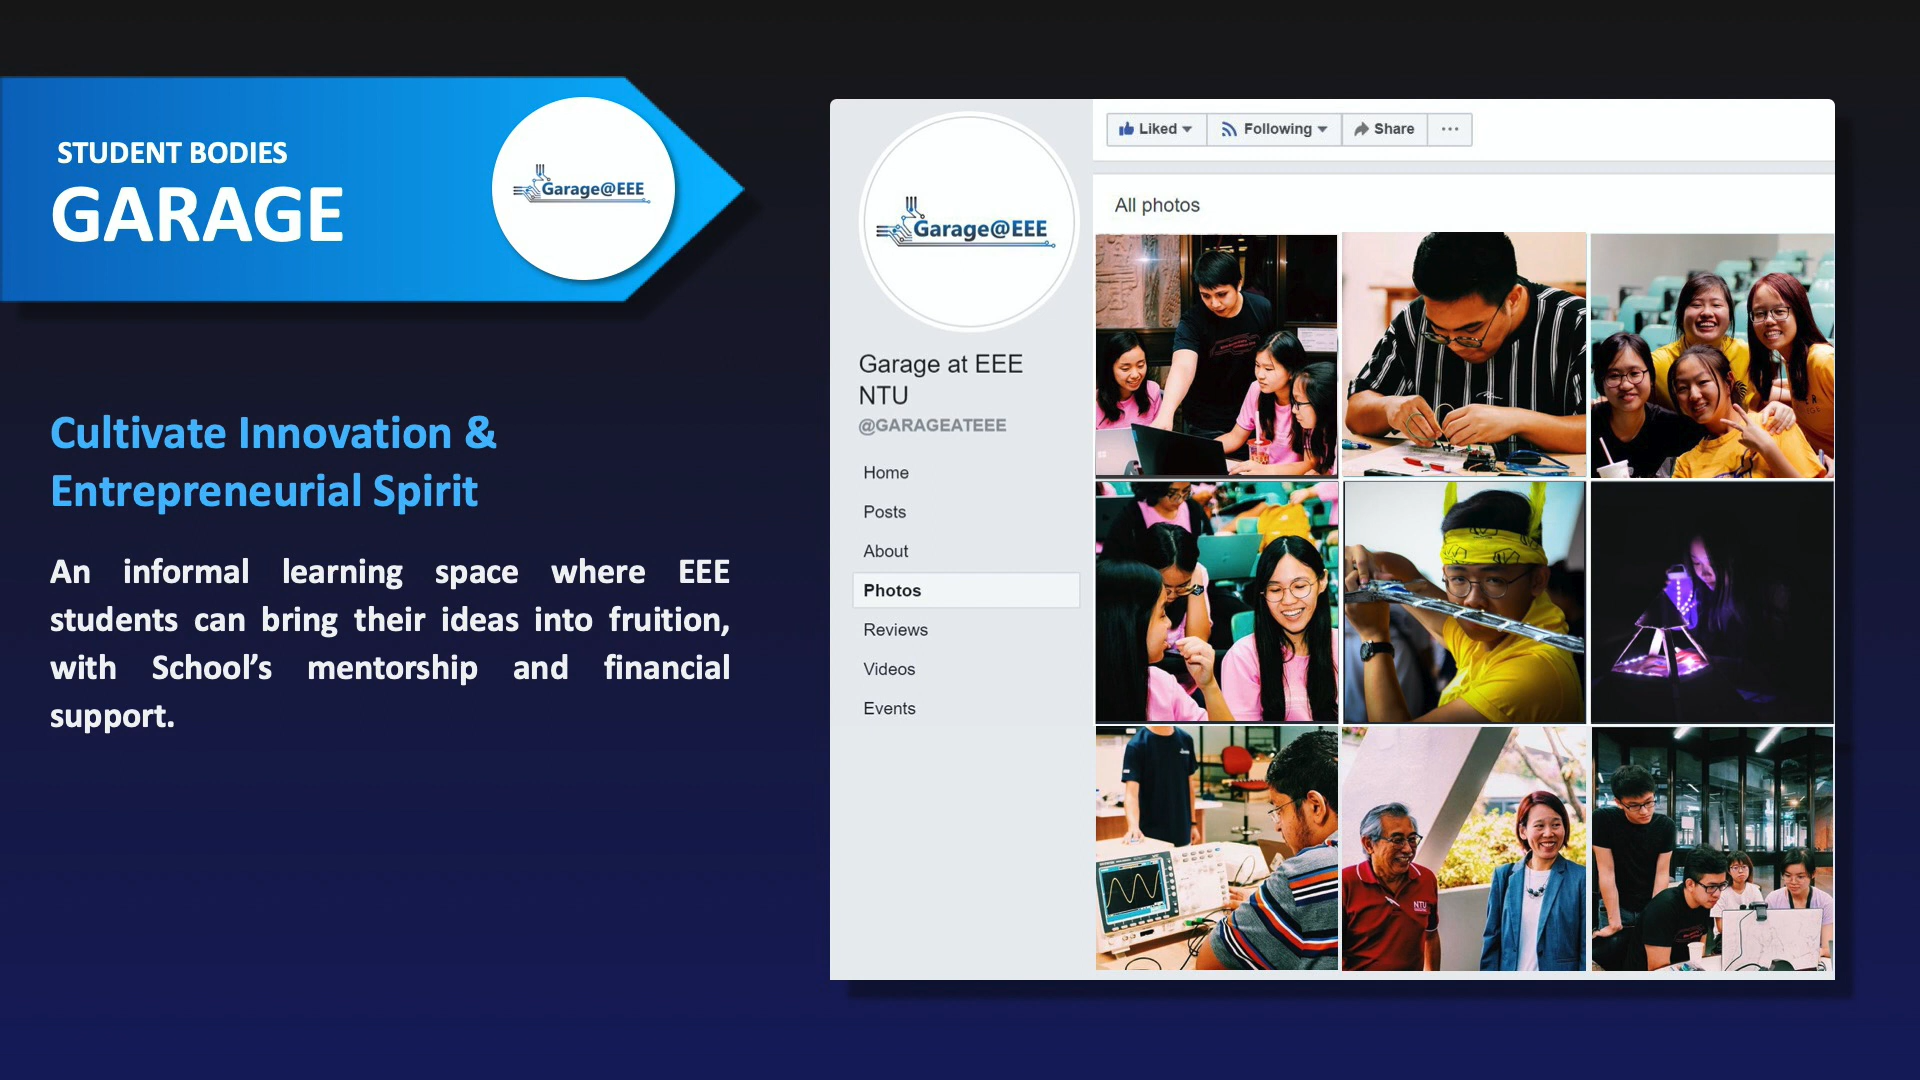 STUDENT BODIES
GARAGE
Garage@EEE
Cultivate Innovation &
Entrepreneurial Spirit
An informal learning space where EEE
students can bring their ideas into fruition,
with School’s mentorship and financial
support.
Garage@EEE
Garage at EEE
NTU
@GARAGEATEEE
Home
Posts
About
Photos
Reviews
Videos
Events
Liked
Following
Share
All photos
NTU